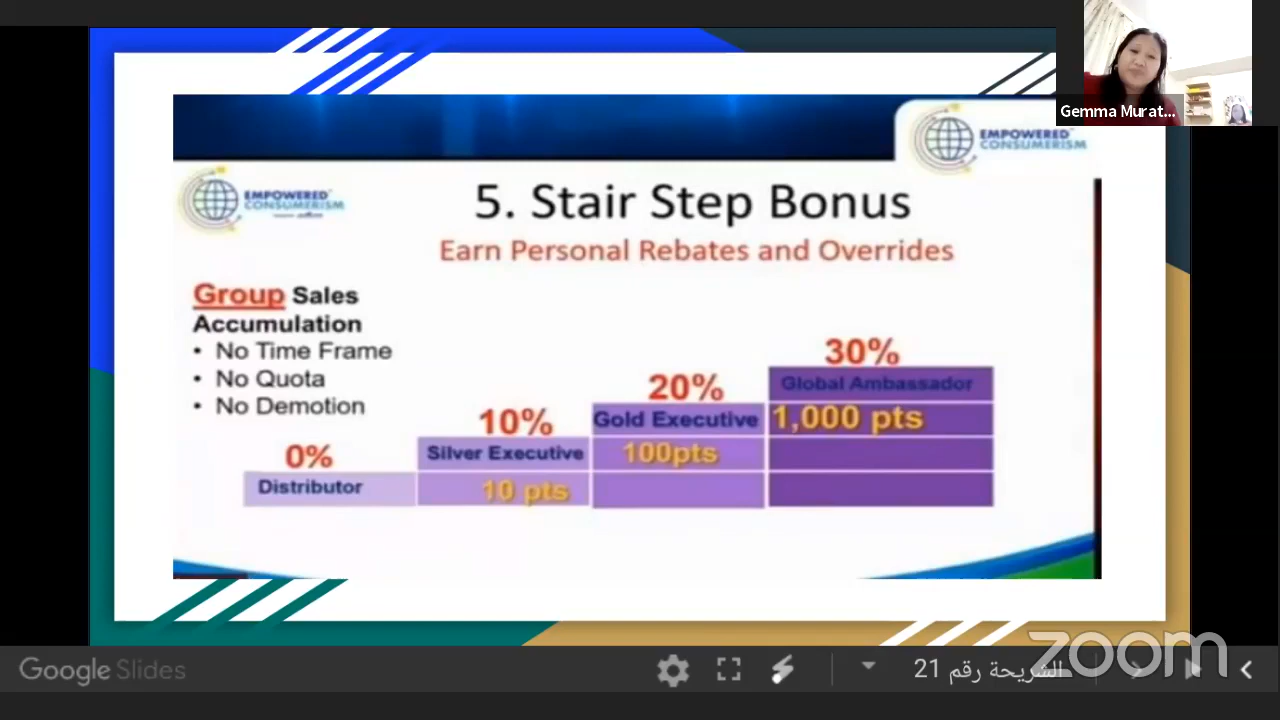 Gemma Murat...
EMPOWERED
CONSUMERISM
EMPOWERED
CONSUMERISM
5. Stair Step Bonus
Earn Personal Rebates and Overrides
Group Sales
Accumulation
• No Time Frame
• No Quota
• No Demotion
0%
Distributor
10%
Silver Executive
10 pts
20%
Gold Executive
100pts
30%
Global Ambassador
1,000 pts
Google Slides
الشريحة رقم 21
zoom